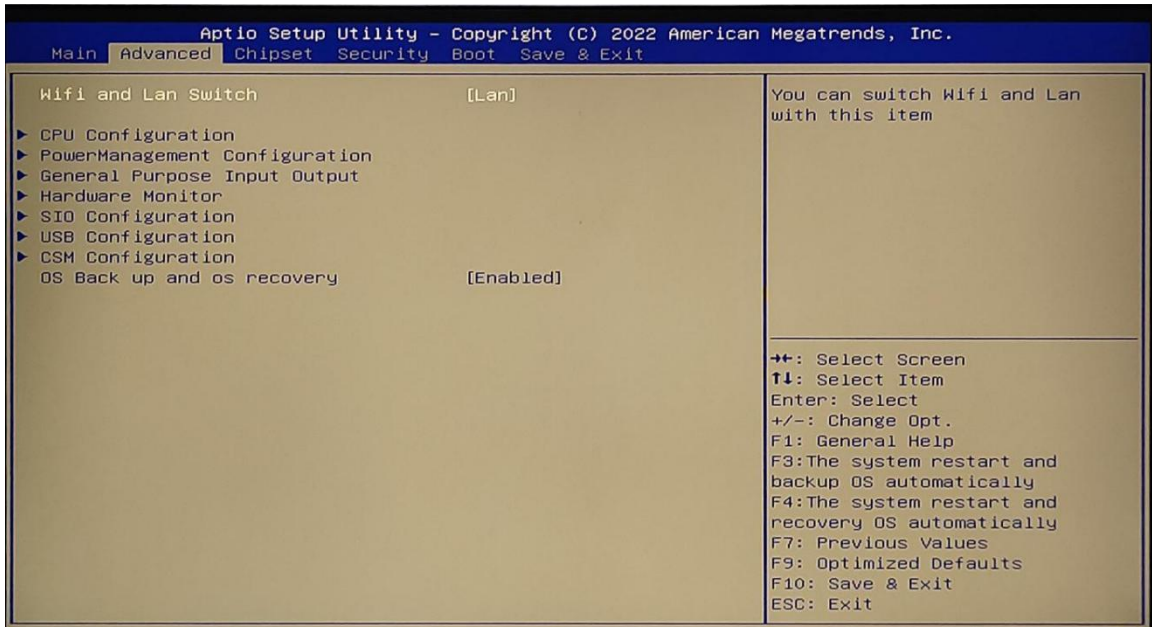 Aptio Setup Utility – Copyright (C) 2022 American Megatrends, Inc.
Main Advanced Chipset Security Boot Save & Exit
Wifi and Lan Switch [Lan]
► CPU Configuration
► PowerManagement Configuration
► General Purpose Input Output
► Hardware Monitor
► SIO Configuration
► USB Configuration
► CSM Configuration
OS Back up and os recovery [Enabled]
You can switch Wifi and Lan
with this item
→←: Select Screen
↑↓: Select Item
Enter: Select
+/-: Change Opt.
F1: General Help
F3:The system restart and
backup OS automatically
F4:The system restart and
recovery OS automatically
F7: Previous Values
F9: Optimized Defaults
F10: Save & Exit
ESC: Exit